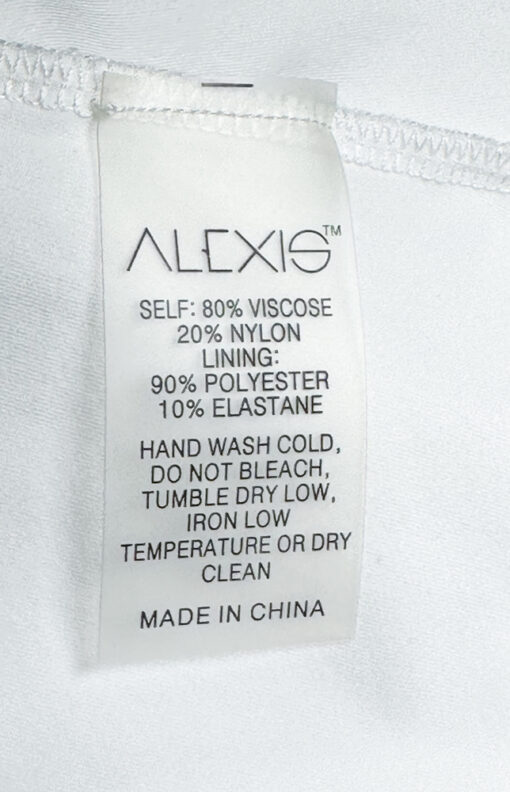 ALEXIS™
SELF: 80% VISCOSE
20% NYLON
LINING:
90% POLYESTER
10% ELASTANE
HAND WASH COLD,
DO NOT BLEACH,
TUMBLE DRY LOW,
IRON LOW
TEMPERATURE OR DRY
CLEAN
MADE IN CHINA